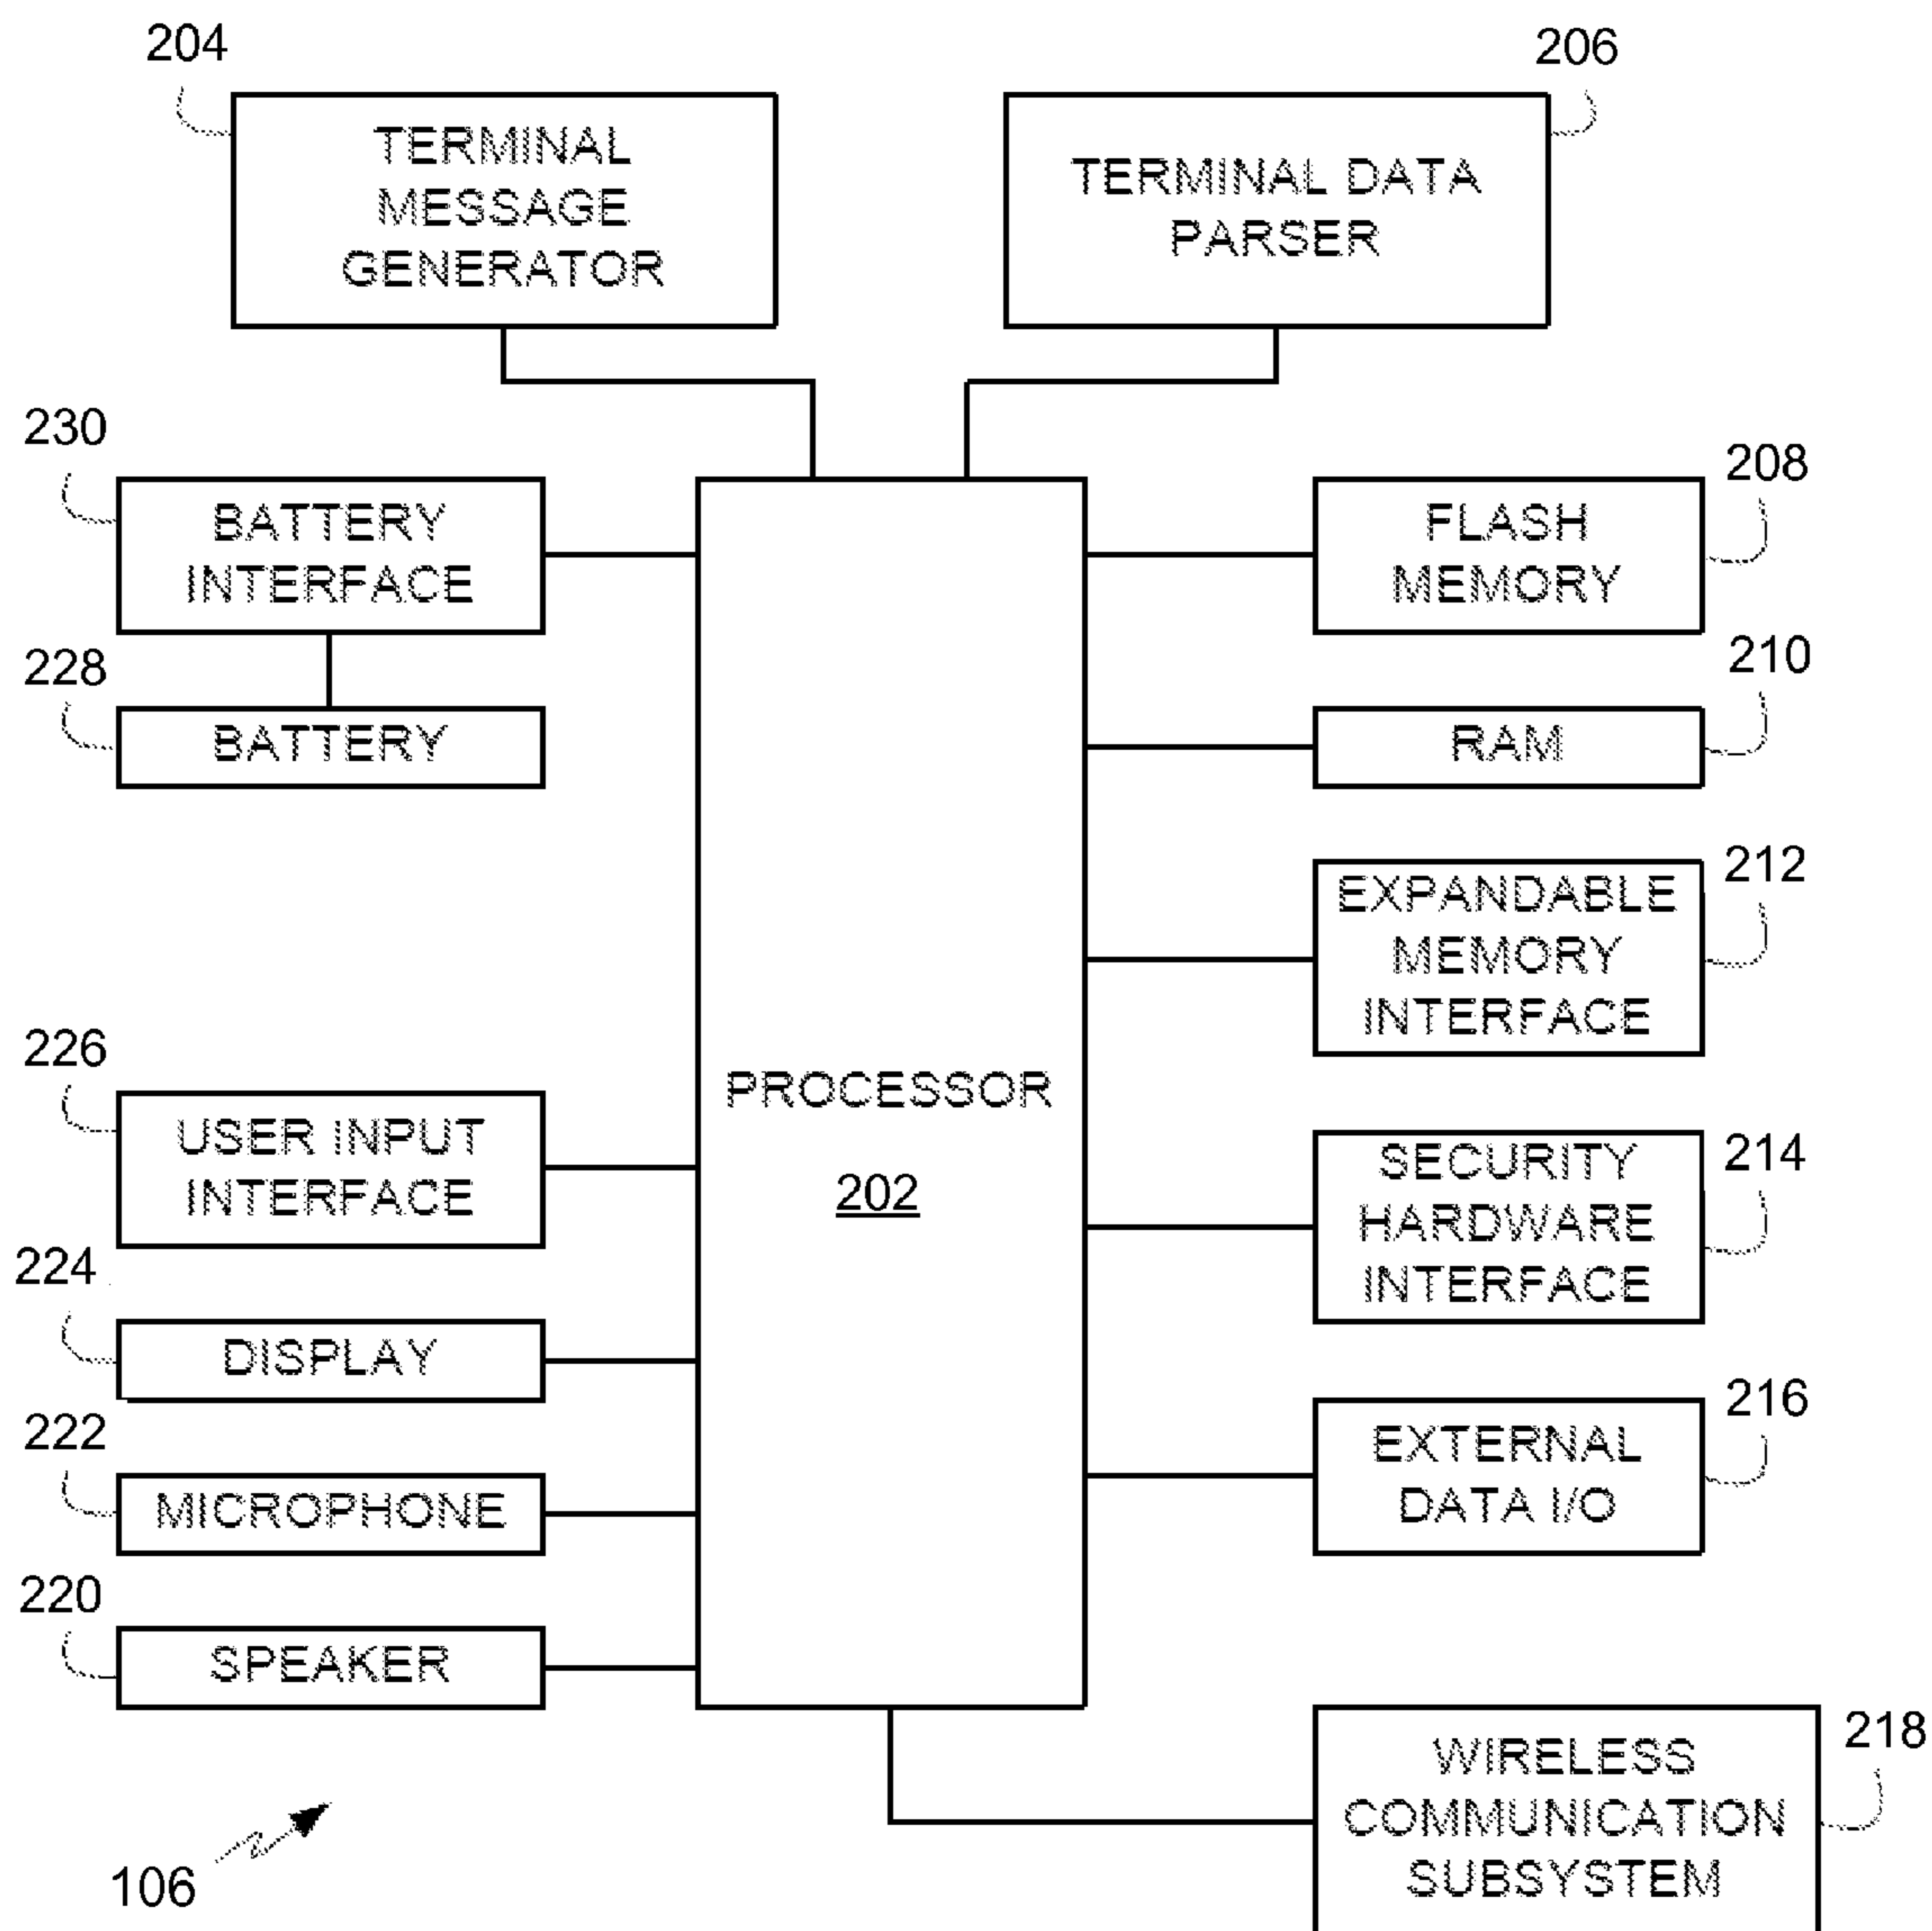 204
TERMINAL
MESSAGE
GENERATOR
206
TERMINAL DATA
PARSER
230
BATTERY
INTERFACE
228
BATTERY
226
USER INPUT
INTERFACE
224
DISPLAY
222
MICROPHONE
220
SPEAKER
PROCESSOR
202
208
FLASH
MEMORY
210
RAM
212
EXPANDABLE
MEMORY
INTERFACE
214
SECURITY
HARDWARE
INTERFACE
216
EXTERNAL
DATA I/O
218
WIRELESS
COMMUNICATION
SUBSYSTEM
106